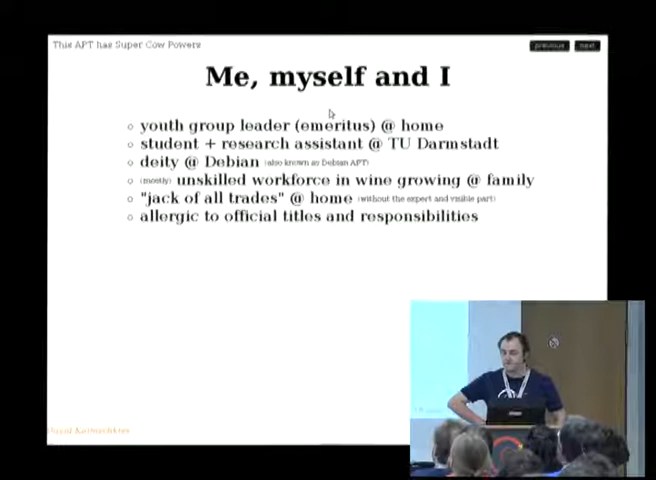 This APT has Super Cow Powers
previous next
Me, myself and I
youth group leader (emeritus) @ home
student + research assistant @ TU Darmstadt
deity @ Debian (also known as Debian APT)
(mostly) unskilled workforce in wine growing @ family
"jack of all trades" @ home (without the expert and visible part)
allergic to official titles and responsibilities
David